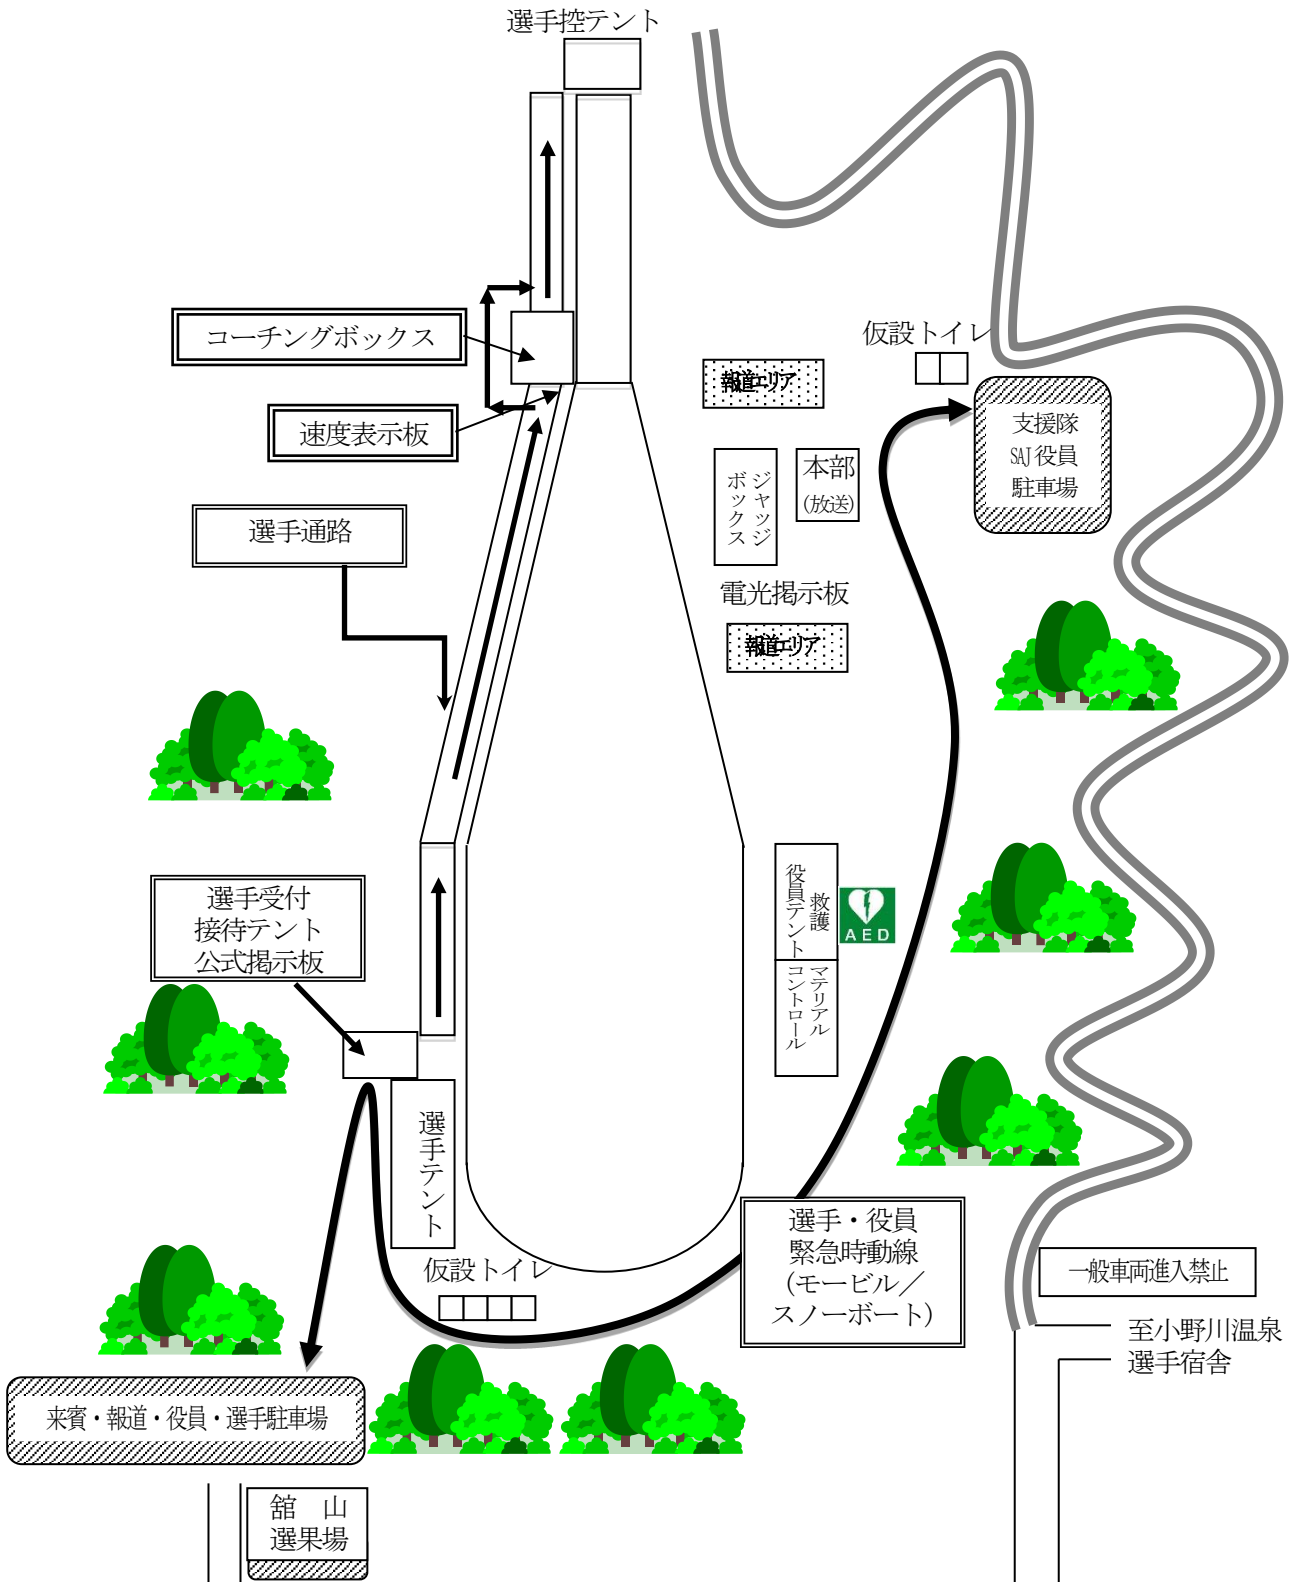 選手控テント
コーチングボックス
仮設トイレ
報道エリア
速度表示板
支援隊
SAJ役員
駐車場
ジャッジ
ボックス
本部
(放送)
選手通路
電光掲示板
報道エリア
選手受付
接待テント
公式掲示板
救護
役員テント
AED
マテリアル
コントロール
選手テント
選手・役員
緊急時動線
(モービル／
スノーボート)
仮設トイレ
一般車両進入禁止
至小野川温泉
選手宿舎
来賓・報道・役員・選手駐車場
舘　山
選果場